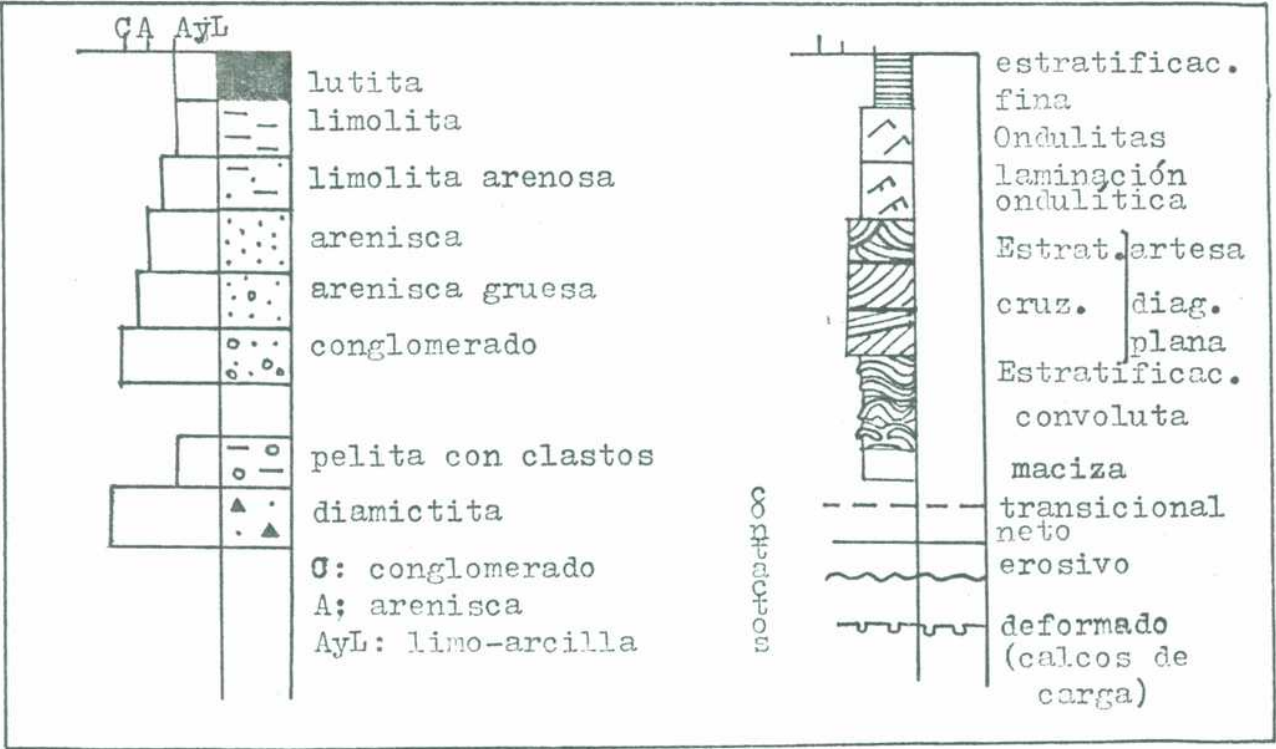 C A AyL
lutita
limolita
limolita arenosa
arenisca
arenisca gruesa
conglomerado
pelita con clastos
diamictita
C: conglomerado
A; arenisca
AyL: limo-arcilla
estratificac.
fina
Ondulitas
laminación
ondulítica
Estrat. artesa
cruz. diag.
plana
Estratificac.
convoluta
maciza
Contactos
transicional
neto
erosivo
deformado
(calcos de
carga)